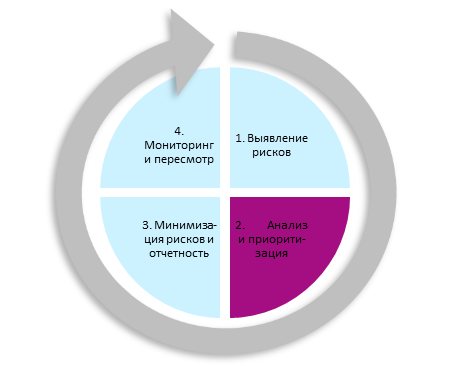 1. Выявление
рисков
2. Анализ
и приорити-
зация
3. Минимиза-
ция рисков и
отчетность
4.
Мониторинг
и пересмотр